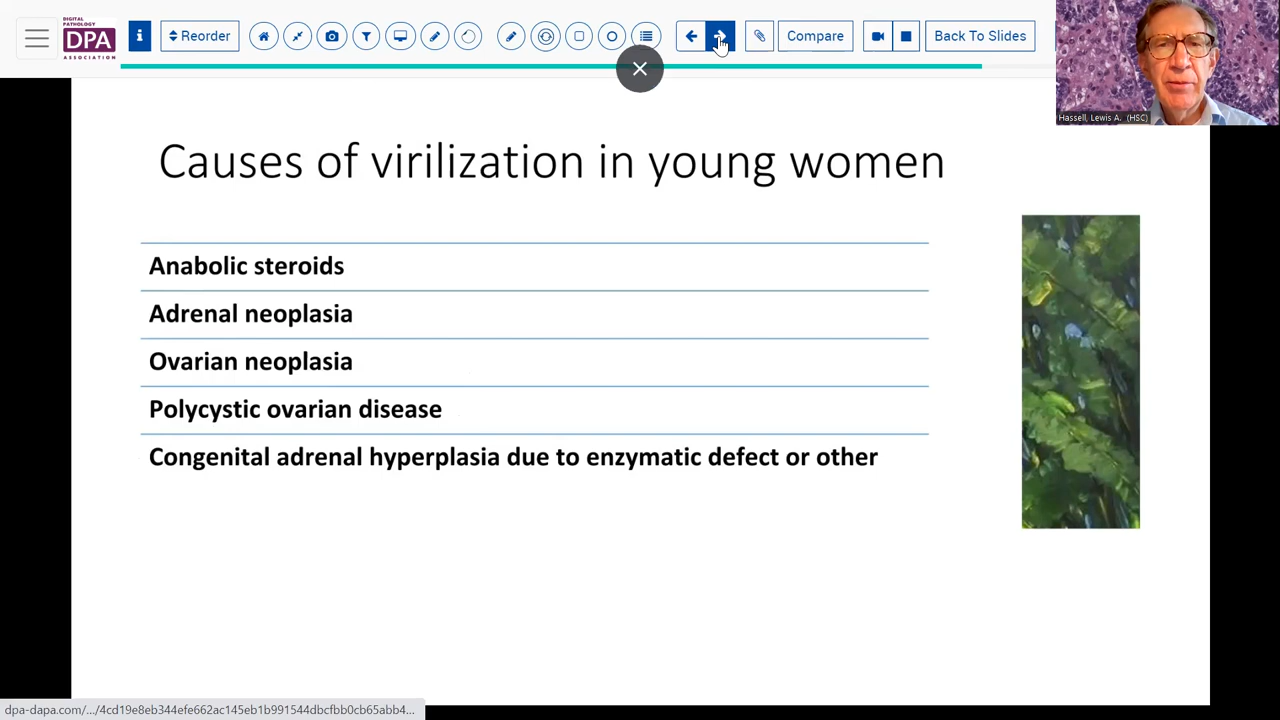 DIGITAL
PATHOLOGY
DPA
ASSOCIATION
Reorder
Compare
Back To Slides
Hassell, Lewis A. (HSC)
Causes of virilization in young women
Anabolic steroids
Adrenal neoplasia
Ovarian neoplasia
Polycystic ovarian disease
Congenital adrenal hyperplasia due to enzymatic defect or other
dpa-dapa.com/.../4cd19e8eb344efe662ac145eb1b991544dbcfbb0cb65abb4...